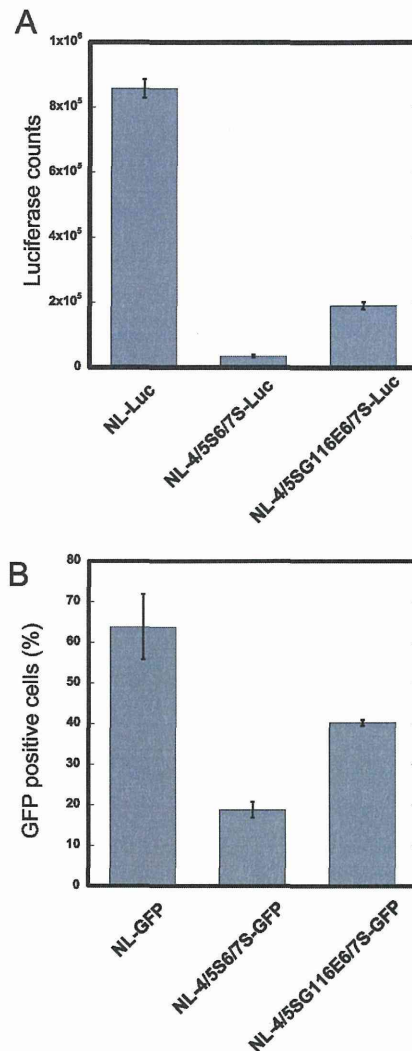 A
Luciferase counts
1x10⁶
8x10⁵
6x10⁵
4x10⁵
2x10⁵
0
NL-Luc
NL-4/5S6/7S-Luc
NL-4/5SG116E6/7S-Luc
B
GFP positive cells (%)
80
70
60
50
40
30
20
10
0
NL-GFP
NL-4/5S6/7S-GFP
NL-4/5SG116E6/7S-GFP